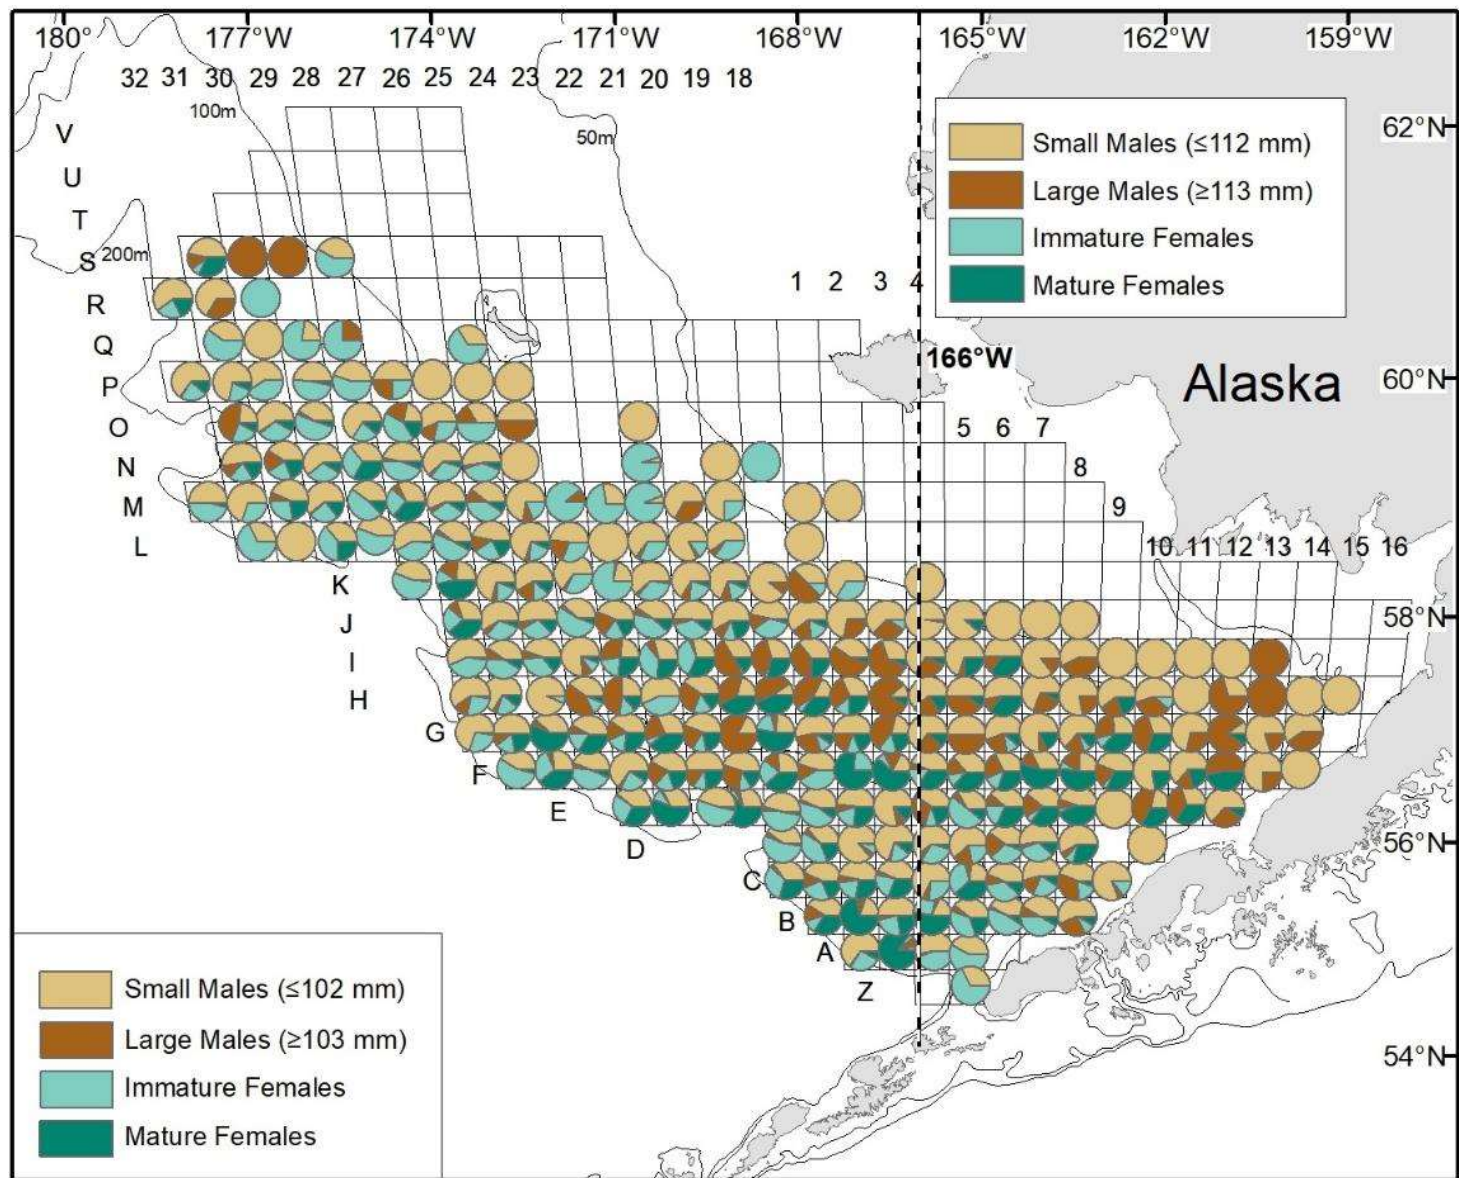 180° 177°W 174°W 171°W 168°W 165°W 162°W 159°W
32 31 30 29 28 27 26 25 24 23 22 21 20 19 18
100m
50m
62°N
V
U
T
S
200m
R
Q
P
O
N
M
L
K
J
I
H
G
F
E
D
C
B
A
Z
Small Males (≤112 mm)
Large Males (≥113 mm)
Immature Females
Mature Females
1 2 3 4
166°W
Alaska
60°N
5 6 7
8
9
10 11 12 13 14 15 16
58°N
56°N
54°N
Small Males (≤102 mm)
Large Males (≥103 mm)
Immature Females
Mature Females